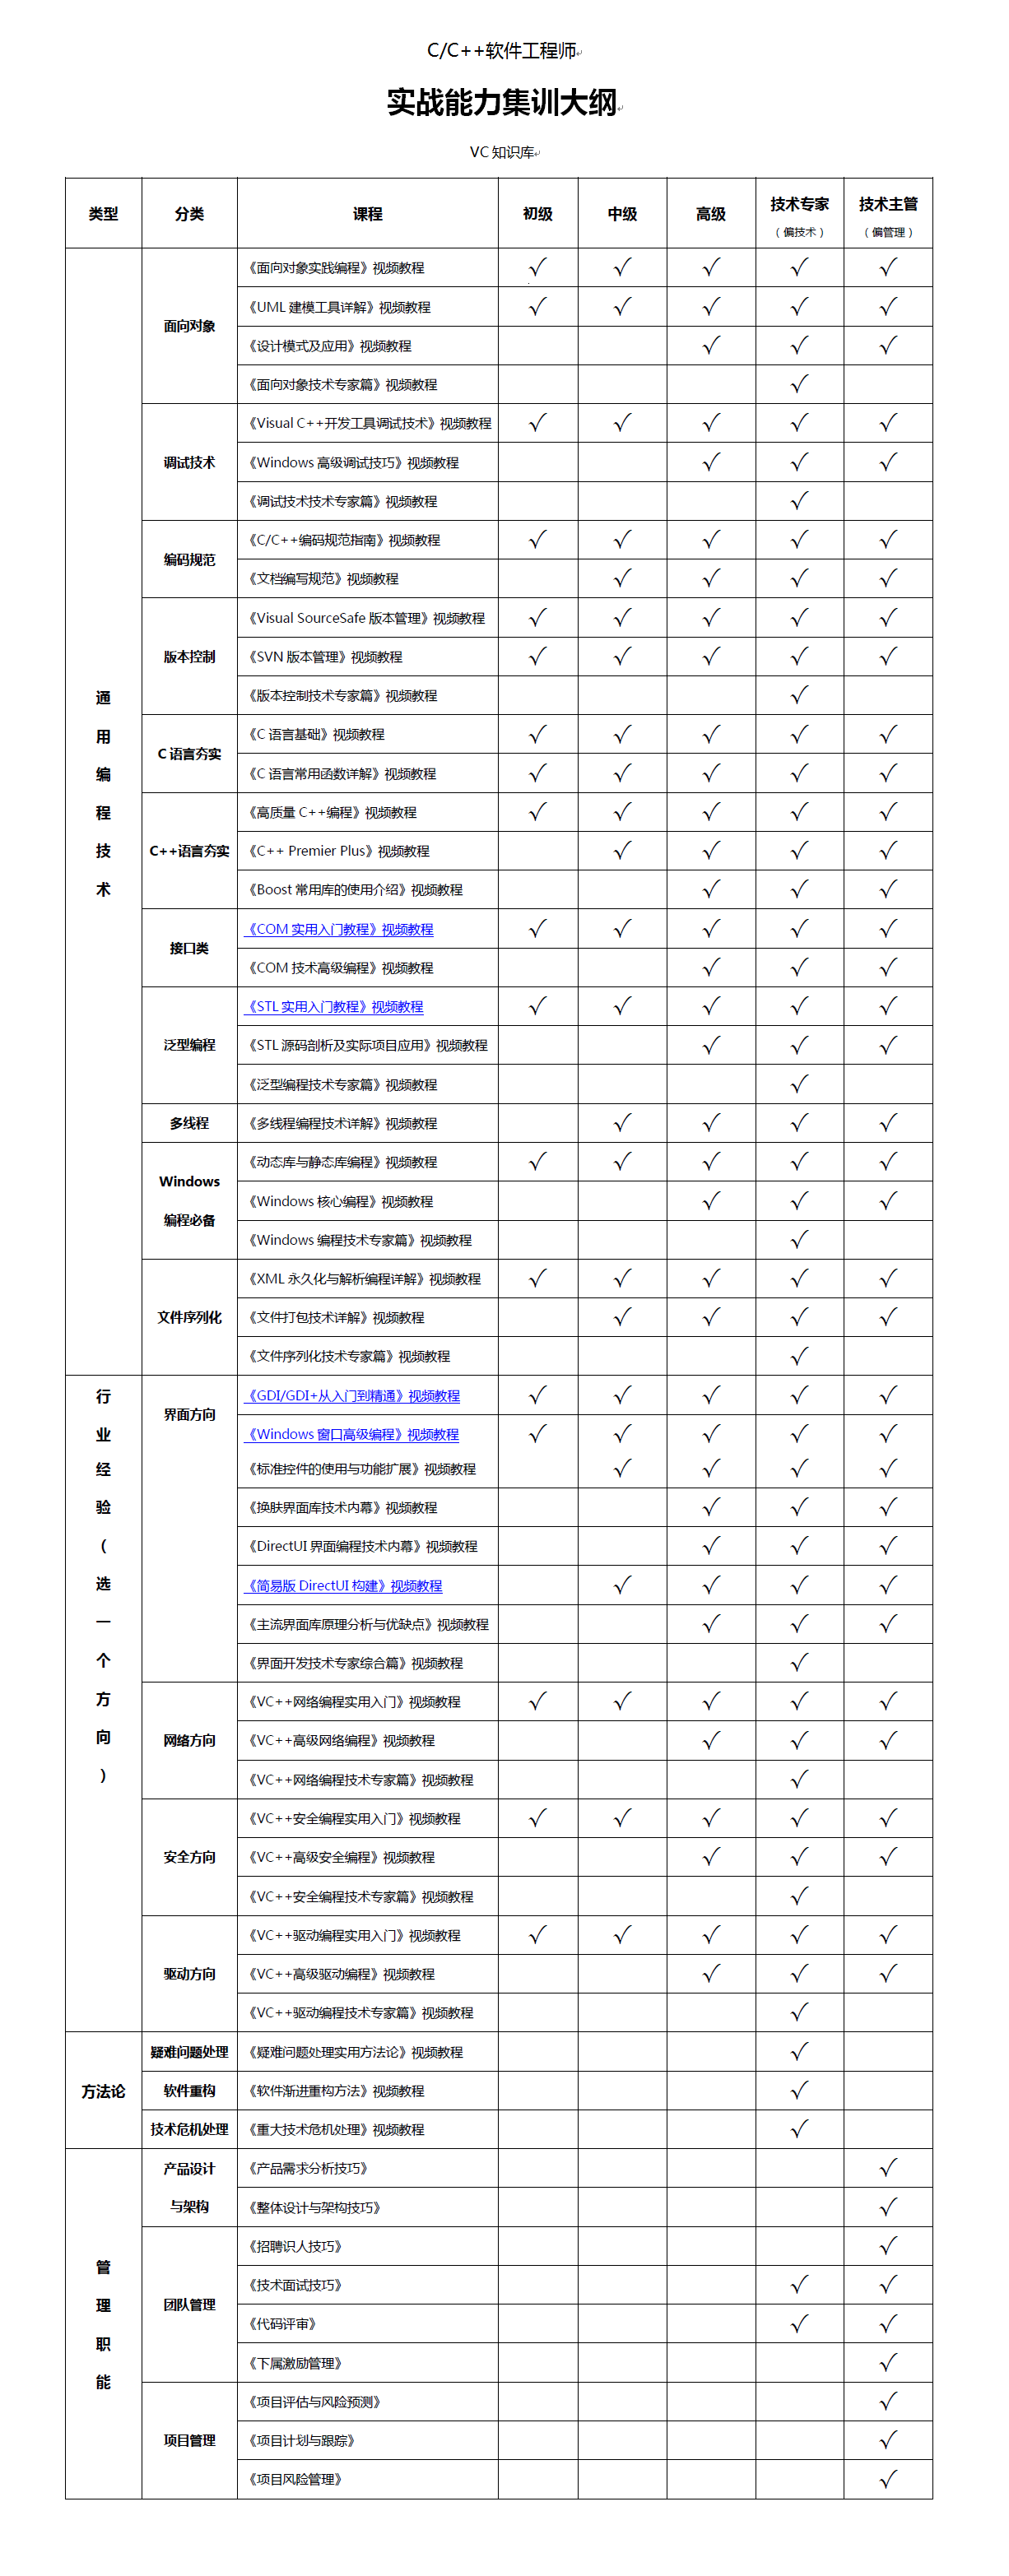 C/C++软件工程师
实战能力集训大纲
VC 知识库
类型 分类 课程 初级 中级 高级 技术专家 技术主管
（偏技术） （偏管理）
通用编程技术
面向对象
《面向对象实践编程》视频教程 √ √ √ √ √
《UML 建模工具详解》视频教程 √ √ √ √ √
《设计模式及应用》视频教程 √ √ √
《面向对象技术专家篇》视频教程 √
调试技术
《Visual C++开发工具调试技术》视频教程 √ √ √ √ √
《Windows 高级调试技巧》视频教程 √ √ √
《调试技术技术专家篇》视频教程 √
编码规范
《C/C++编码规范指南》视频教程 √ √ √ √ √
《文档编写规范》视频教程 √ √ √ √
版本控制
《Visual SourceSafe 版本管理》视频教程 √ √ √ √ √
《SVN 版本管理》视频教程 √ √ √ √ √
《版本控制技术专家篇》视频教程 √
C 语言夯实
《C 语言基础》视频教程 √ √ √ √ √
《C 语言常用函数详解》视频教程 √ √ √ √ √
C++语言夯实
《高质量 C++编程》视频教程 √ √ √ √ √
《C++ Premier Plus》视频教程 √ √ √ √
《Boost 常用库的使用介绍》视频教程 √ √ √
接口类
《COM 实用入门教程》视频教程 √ √ √ √ √
《COM 技术高级编程》视频教程 √ √ √
泛型编程
《STL 实用入门教程》视频教程 √ √ √ √ √
《STL 源码剖析及实际项目应用》视频教程 √ √ √
《泛型编程技术专家篇》视频教程 √
多线程
《多线程编程技术详解》视频教程 √ √ √ √
Windows
编程必备
《动态库与静态库编程》视频教程 √ √ √ √ √
《Windows 核心编程》视频教程 √ √ √
《Windows 编程技术专家篇》视频教程 √
文件序列化
《XML 永久化与解析编程详解》视频教程 √ √ √ √ √
《文件打包技术详解》视频教程 √ √ √ √
《文件序列化技术专家篇》视频教程 √
行业经验（选一个方向）
界面方向
《GDI/GDI+从入门到精通》视频教程 √ √ √ √ √
《Windows 窗口高级编程》视频教程 √ √ √ √ √
《标准控件的使用与功能扩展》视频教程 √ √ √ √
《换肤界面库技术内幕》视频教程 √ √ √
《DirectUI 界面编程技术内幕》视频教程 √ √ √
《简易版 DirectUI 构建》视频教程 √ √ √ √
《主流界面库原理分析与优缺点》视频教程 √ √ √
《界面开发技术专家综合篇》视频教程 √
网络方向
《VC++网络编程实用入门》视频教程 √ √ √ √ √
《VC++高级网络编程》视频教程 √ √ √
《VC++网络编程技术专家篇》视频教程 √
安全方向
《VC++安全编程实用入门》视频教程 √ √ √ √ √
《VC++高级安全编程》视频教程 √ √ √
《VC++安全编程技术专家篇》视频教程 √
驱动方向
《VC++驱动编程实用入门》视频教程 √ √ √ √ √
《VC++高级驱动编程》视频教程 √ √ √
《VC++驱动编程技术专家篇》视频教程 √
方法论
疑难问题处理 《疑难问题处理实用方法论》视频教程 √
软件重构 《软件渐进重构方法》视频教程 √
技术危机处理 《重大技术危机处理》视频教程 √
管理职能
产品设计
与架构
《产品需求分析技巧》 √
《整体设计与架构技巧》 √
团队管理
《招聘识人技巧》 √
《技术面试技巧》 √ √
《代码评审》 √ √
《下属激励管理》 √
项目管理
《项目评估与风险预测》 √
《项目计划与跟踪》 √
《项目风险管理》 √